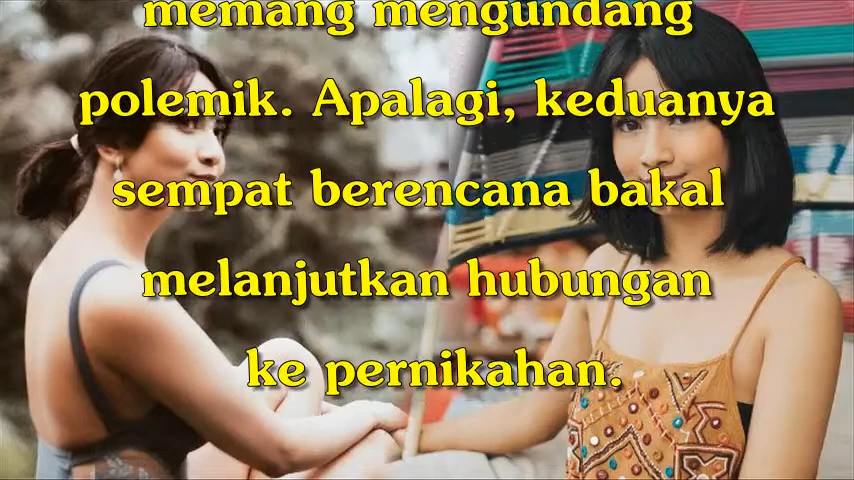 memang mengundang
polemik. Apalagi, keduanya
sempat berencana bakal
melanjutkan hubungan
ke pernikahan.